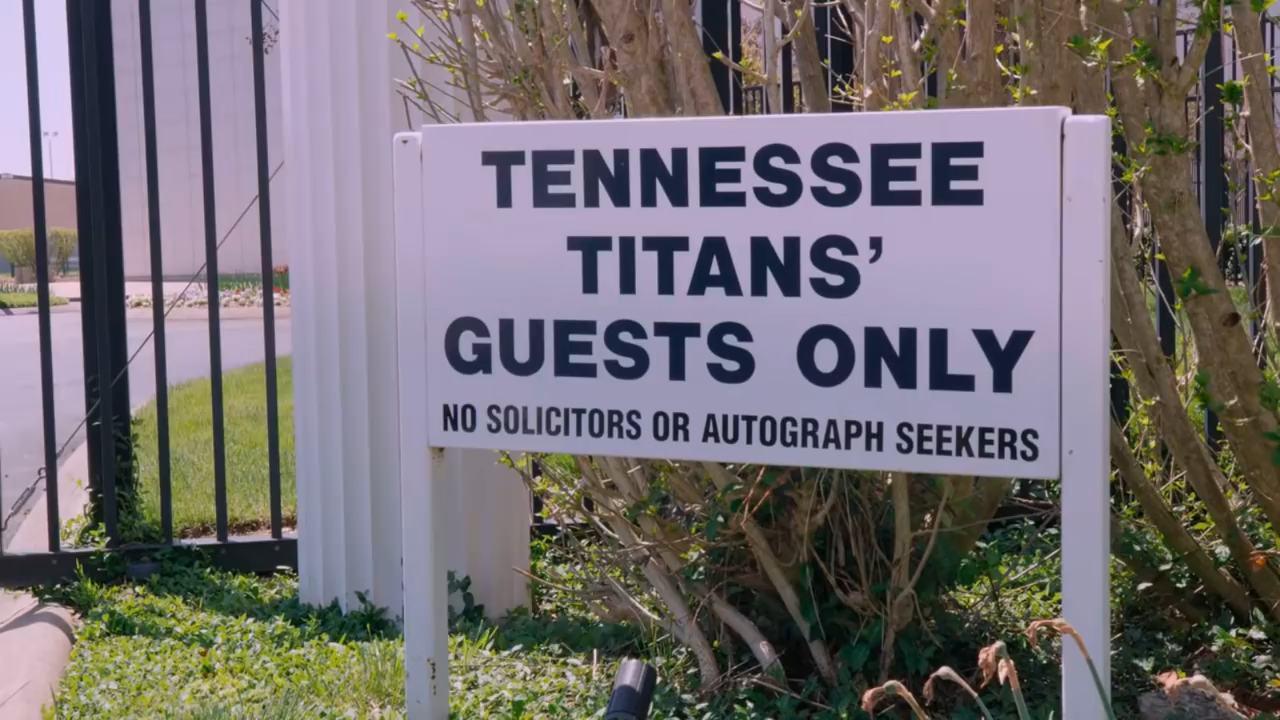 TENNESSEE
TITANS’
GUESTS ONLY
NO SOLICITORS OR AUTOGRAPH SEEKERS